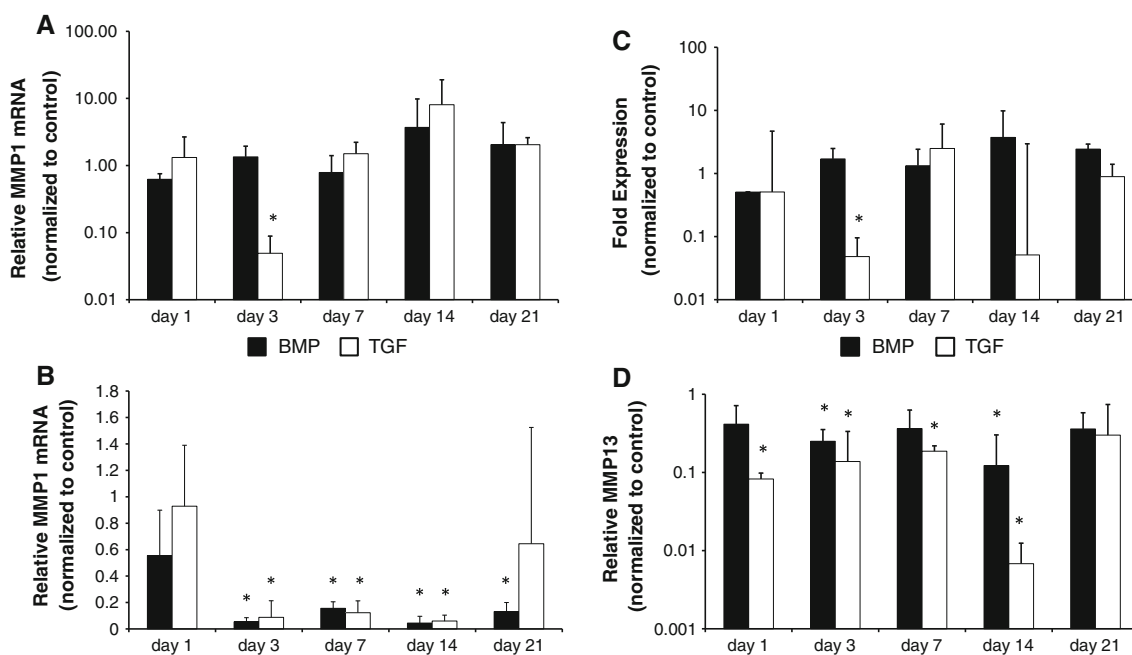 A
Relative MMP1 mRNA
(normalized to control)
100.00
10.00
1.00
0.10
0.01
*
day 1 day 3 day 7 day 14 day 21
BMP TGF
C
Fold Expression
(normalized to control)
100
10
1
0.1
0.01
*
day 1 day 3 day 7 day 14 day 21
BMP TGF
B
Relative MMP1 mRNA
(normalized to control)
1.8
1.6
1.4
1.2
1
0.8
0.6
0.4
0.2
0
* * * * * * *
day 1 day 3 day 7 day 14 day 21
D
Relative MMP13
(normalized to control)
1
0.1
0.01
0.001
* * * * * *
day 1 day 3 day 7 day 14 day 21